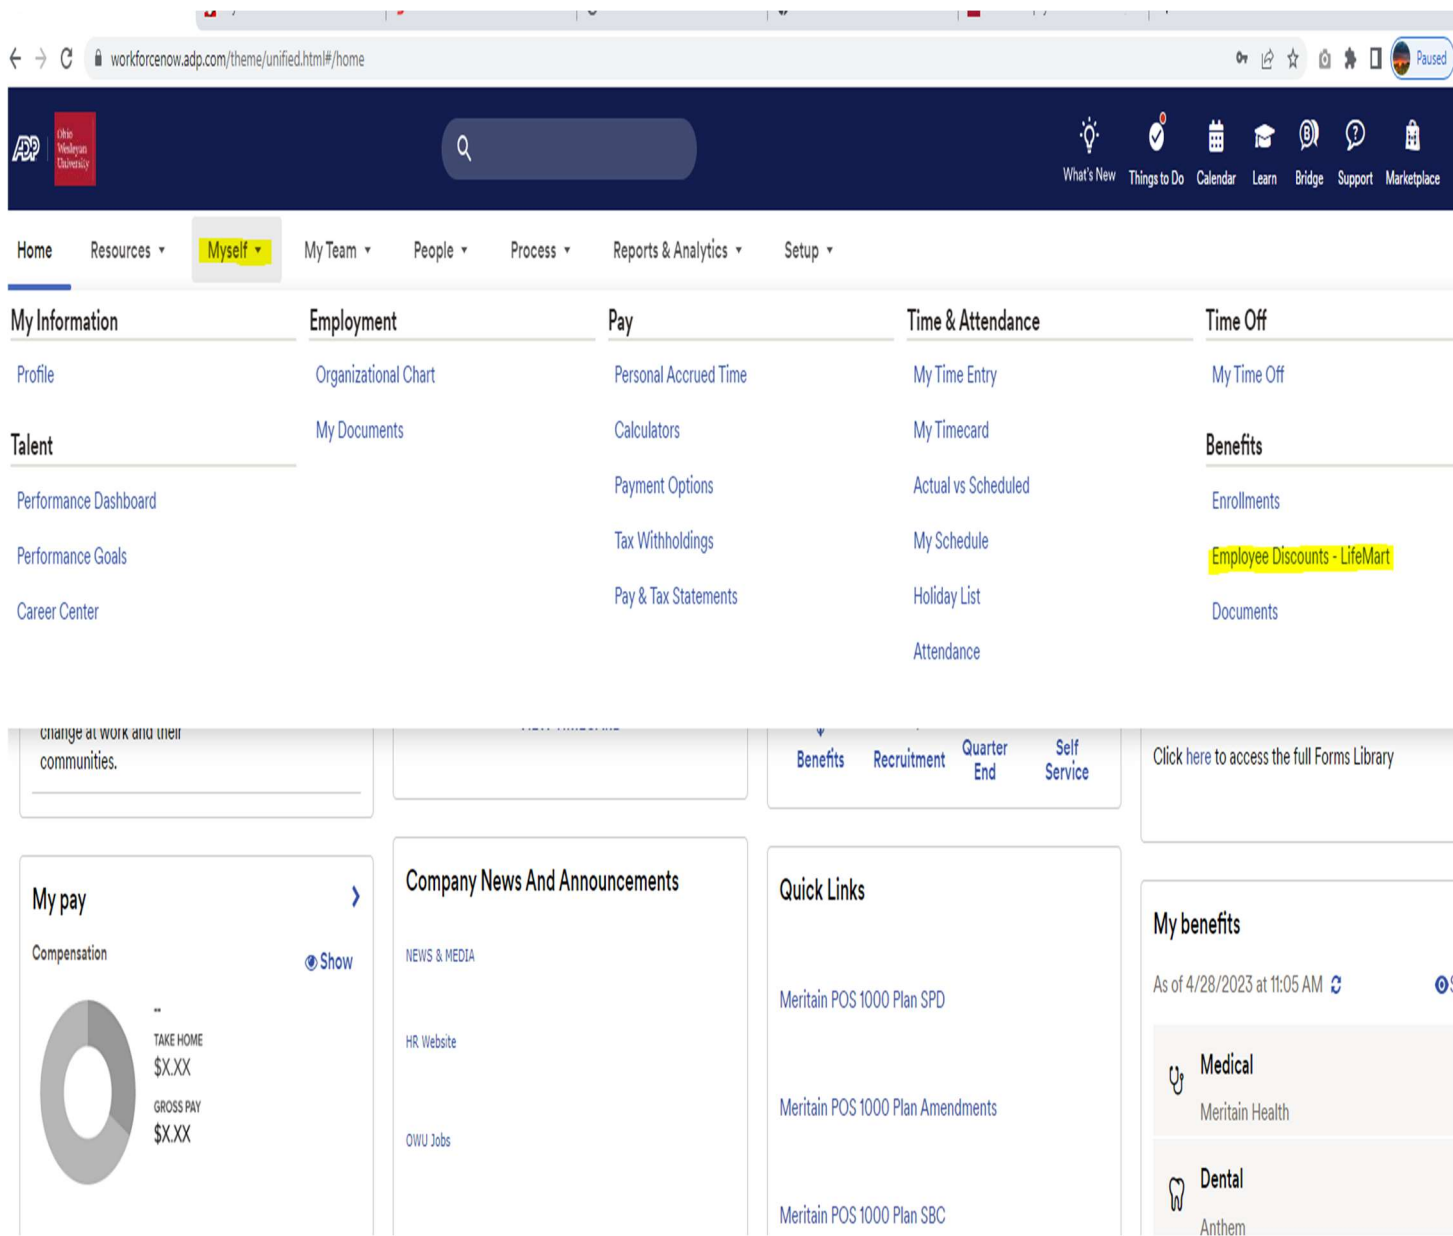 workforcenow.adp.com/theme/unified.html#/home
Paused
ADP
Ohio
Wesleyan
University
What's New
Things to Do
Calendar
Learn
Bridge
Support
Marketplace
Home
Resources
Myself
My Team
People
Process
Reports & Analytics
Setup
My Information
Profile
Talent
Performance Dashboard
Performance Goals
Career Center
Employment
Organizational Chart
My Documents
Pay
Personal Accrued Time
Calculators
Payment Options
Tax Withholdings
Pay & Tax Statements
Time & Attendance
My Time Entry
My Timecard
Actual vs Scheduled
My Schedule
Holiday List
Attendance
Time Off
My Time Off
Benefits
Enrollments
Employee Discounts - LifeMart
Documents
change at work and their
communities.
Benefits
Recruitment
Quarter
End
Self
Service
Click here to access the full Forms Library
My pay
Compensation
Show
--
TAKE HOME
$X.XX
GROSS PAY
$X.XX
Company News And Announcements
NEWS & MEDIA
HR Website
OWU Jobs
Quick Links
Meritain POS 1000 Plan SPD
Meritain POS 1000 Plan Amendments
Meritain POS 1000 Plan SBC
My benefits
As of 4/28/2023 at 11:05 AM
Medical
Meritain Health
Dental
Anthem